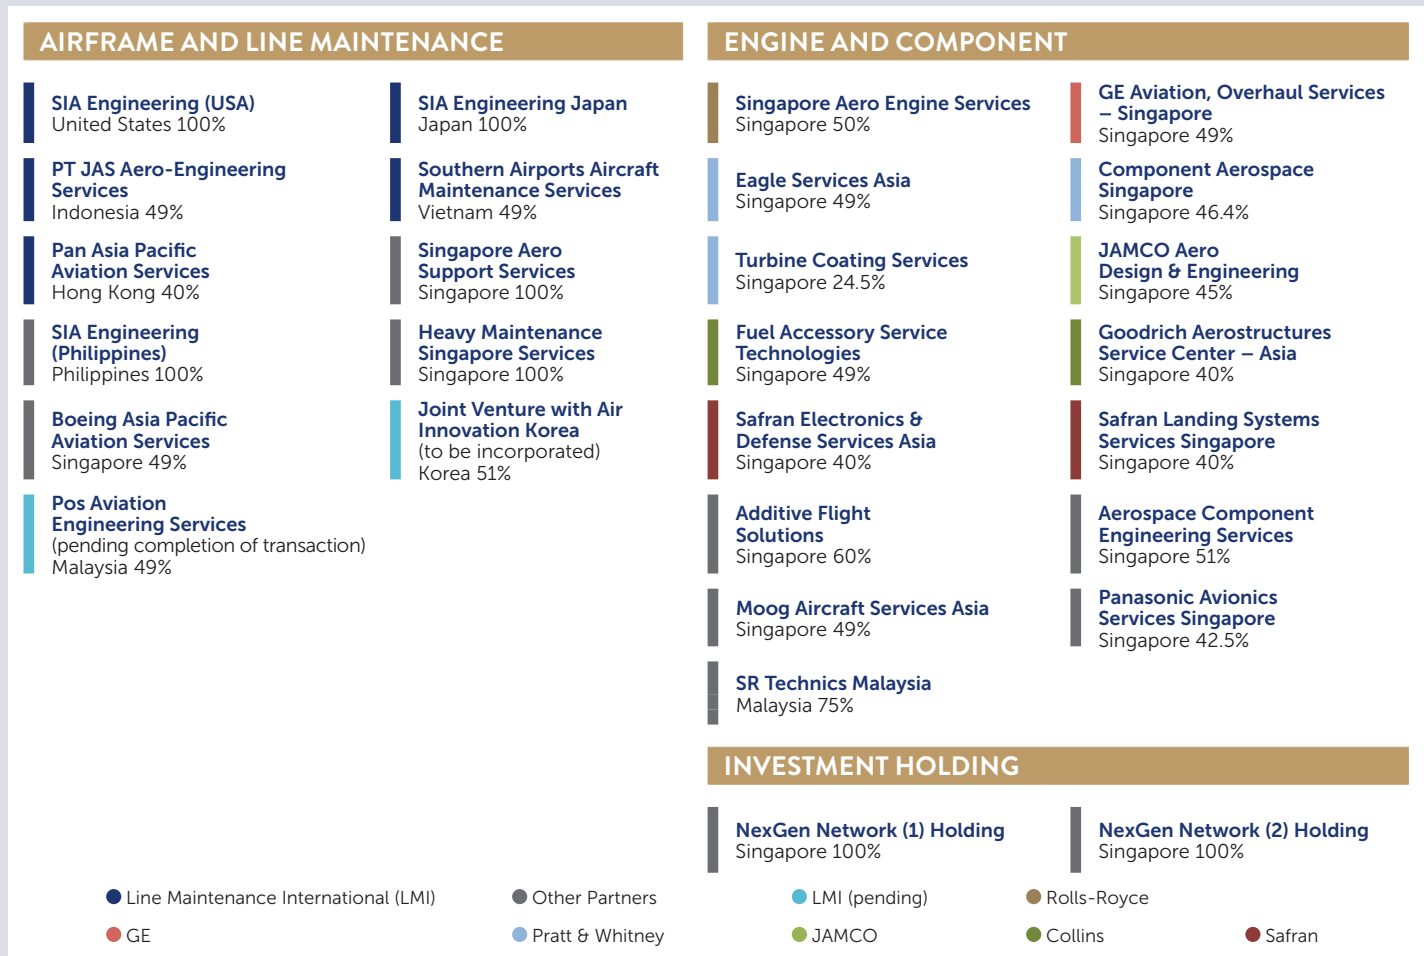 AIRFRAME AND LINE MAINTENANCE
SIA Engineering (USA)
United States 100%
SIA Engineering Japan
Japan 100%
PT JAS Aero-Engineering
Services
Indonesia 49%
Southern Airports Aircraft
Maintenance Services
Vietnam 49%
Pan Asia Pacific
Aviation Services
Hong Kong 40%
Singapore Aero
Support Services
Singapore 100%
SIA Engineering
(Philippines)
Philippines 100%
Heavy Maintenance
Singapore Services
Singapore 100%
Boeing Asia Pacific
Aviation Services
Singapore 49%
Joint Venture with Air
Innovation Korea
(to be incorporated)
Korea 51%
Pos Aviation
Engineering Services
(pending completion of transaction)
Malaysia 49%
ENGINE AND COMPONENT
Singapore Aero Engine Services
Singapore 50%
GE Aviation, Overhaul Services
– Singapore
Singapore 49%
Eagle Services Asia
Singapore 49%
Component Aerospace
Singapore
Singapore 46.4%
Turbine Coating Services
Singapore 24.5%
JAMCO Aero
Design & Engineering
Singapore 45%
Fuel Accessory Service
Technologies
Singapore 49%
Goodrich Aerostructures
Service Center – Asia
Singapore 40%
Safran Electronics &
Defense Services Asia
Singapore 40%
Safran Landing Systems
Services Singapore
Singapore 40%
Additive Flight
Solutions
Singapore 60%
Aerospace Component
Engineering Services
Singapore 51%
Moog Aircraft Services Asia
Singapore 49%
Panasonic Avionics
Services Singapore
Singapore 42.5%
SR Technics Malaysia
Malaysia 75%
INVESTMENT HOLDING
NexGen Network (1) Holding
Singapore 100%
NexGen Network (2) Holding
Singapore 100%
Line Maintenance International (LMI)
Other Partners
LMI (pending)
Rolls-Royce
GE
Pratt & Whitney
JAMCO
Collins
Safran